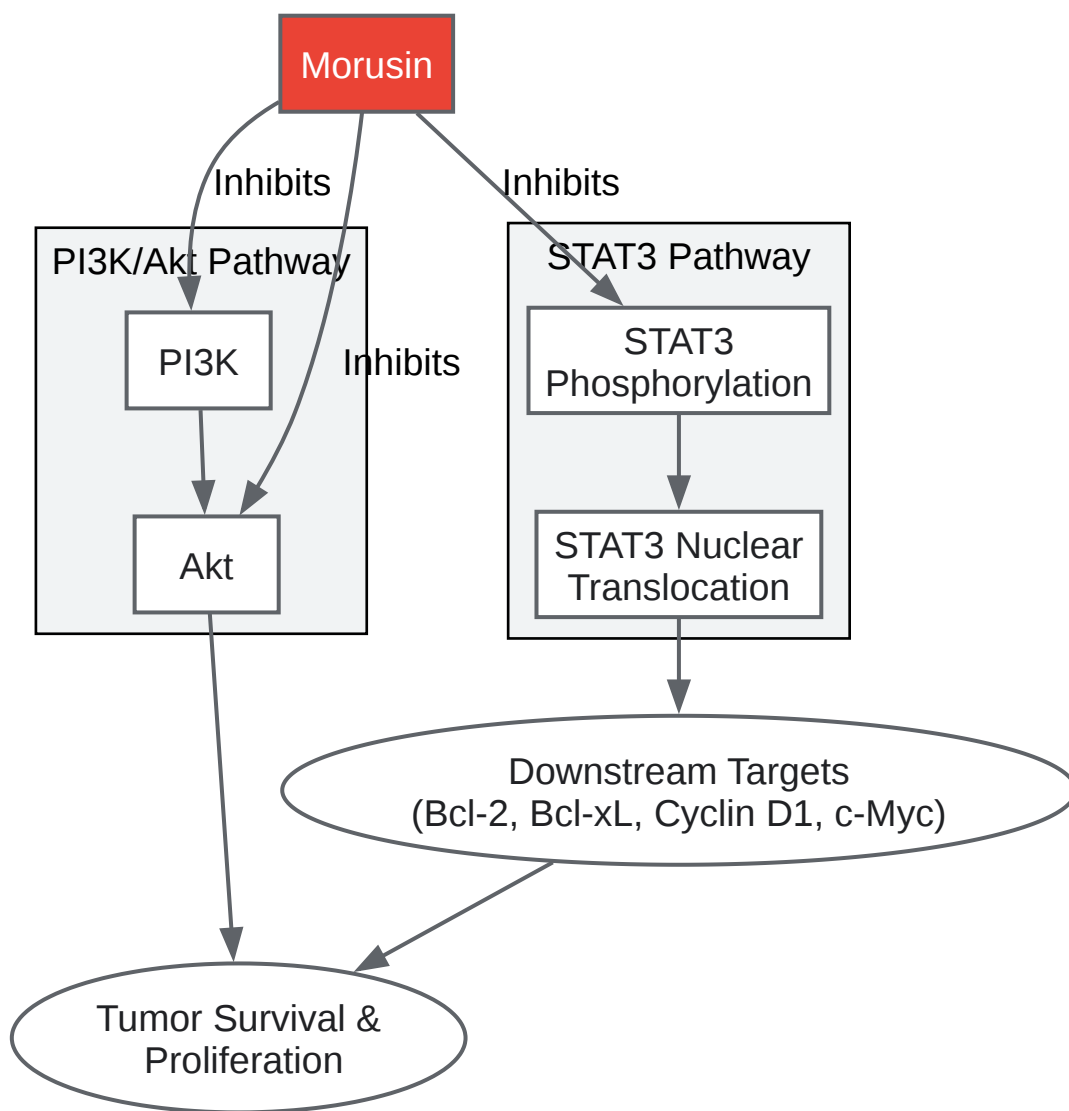 Morusin
Inhibits
Inhibits
PI3K/Akt Pathway
STAT3 Pathway
PI3K
Inhibits
STAT3
Phosphorylation
Akt
STAT3 Nuclear
Translocation
Downstream Targets
(Bcl-2, Bcl-xL, Cyclin D1, c-Myc)
Tumor Survival &
Proliferation